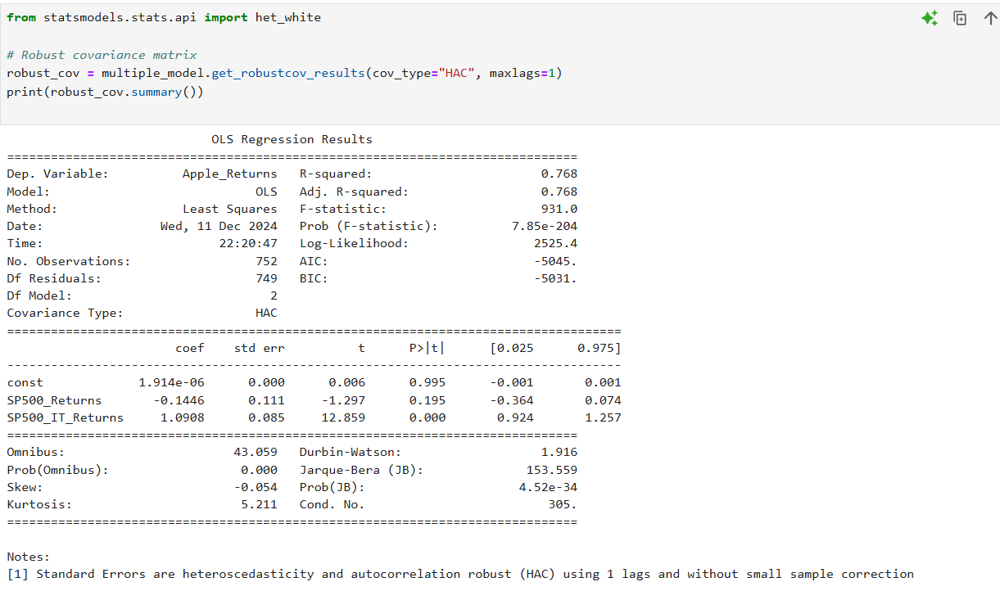 from statsmodels.stats.api import het_white
# Robust covariance matrix
robust_cov = multiple_model.get_robustcov_results(cov_type="HAC", maxlags=1)
print(robust_cov.summary())
                            OLS Regression Results
==============================================================================
Dep. Variable:          Apple_Returns   R-squared:                       0.768
Model:                            OLS   Adj. R-squared:                  0.768
Method:                 Least Squares   F-statistic:                     931.0
Date:                Wed, 11 Dec 2024   Prob (F-statistic):          7.85e-204
Time:                        22:20:47   Log-Likelihood:                 2525.4
No. Observations:                 752   AIC:                            -5045.
Df Residuals:                     749   BIC:                            -5031.
Df Model:                           2
Covariance Type:                  HAC
====================================================================================
                       coef    std err          t      P>|t|      [0.025      0.975]
------------------------------------------------------------------------------------
const             1.914e-06      0.000      0.006      0.995      -0.001       0.001
SP500_Returns       -0.1446      0.111     -1.297      0.195      -0.364       0.074
SP500_IT_Returns     1.0908      0.085     12.859      0.000       0.924       1.257
==============================================================================
Omnibus:                       43.059   Durbin-Watson:                   1.916
Prob(Omnibus):                  0.000   Jarque-Bera (JB):              153.559
Skew:                          -0.054   Prob(JB):                     4.52e-34
Kurtosis:                       5.211   Cond. No.                         305.
==============================================================================
Notes:
[1] Standard Errors are heteroscedasticity and autocorrelation robust (HAC) using 1 lags and without small sample correction